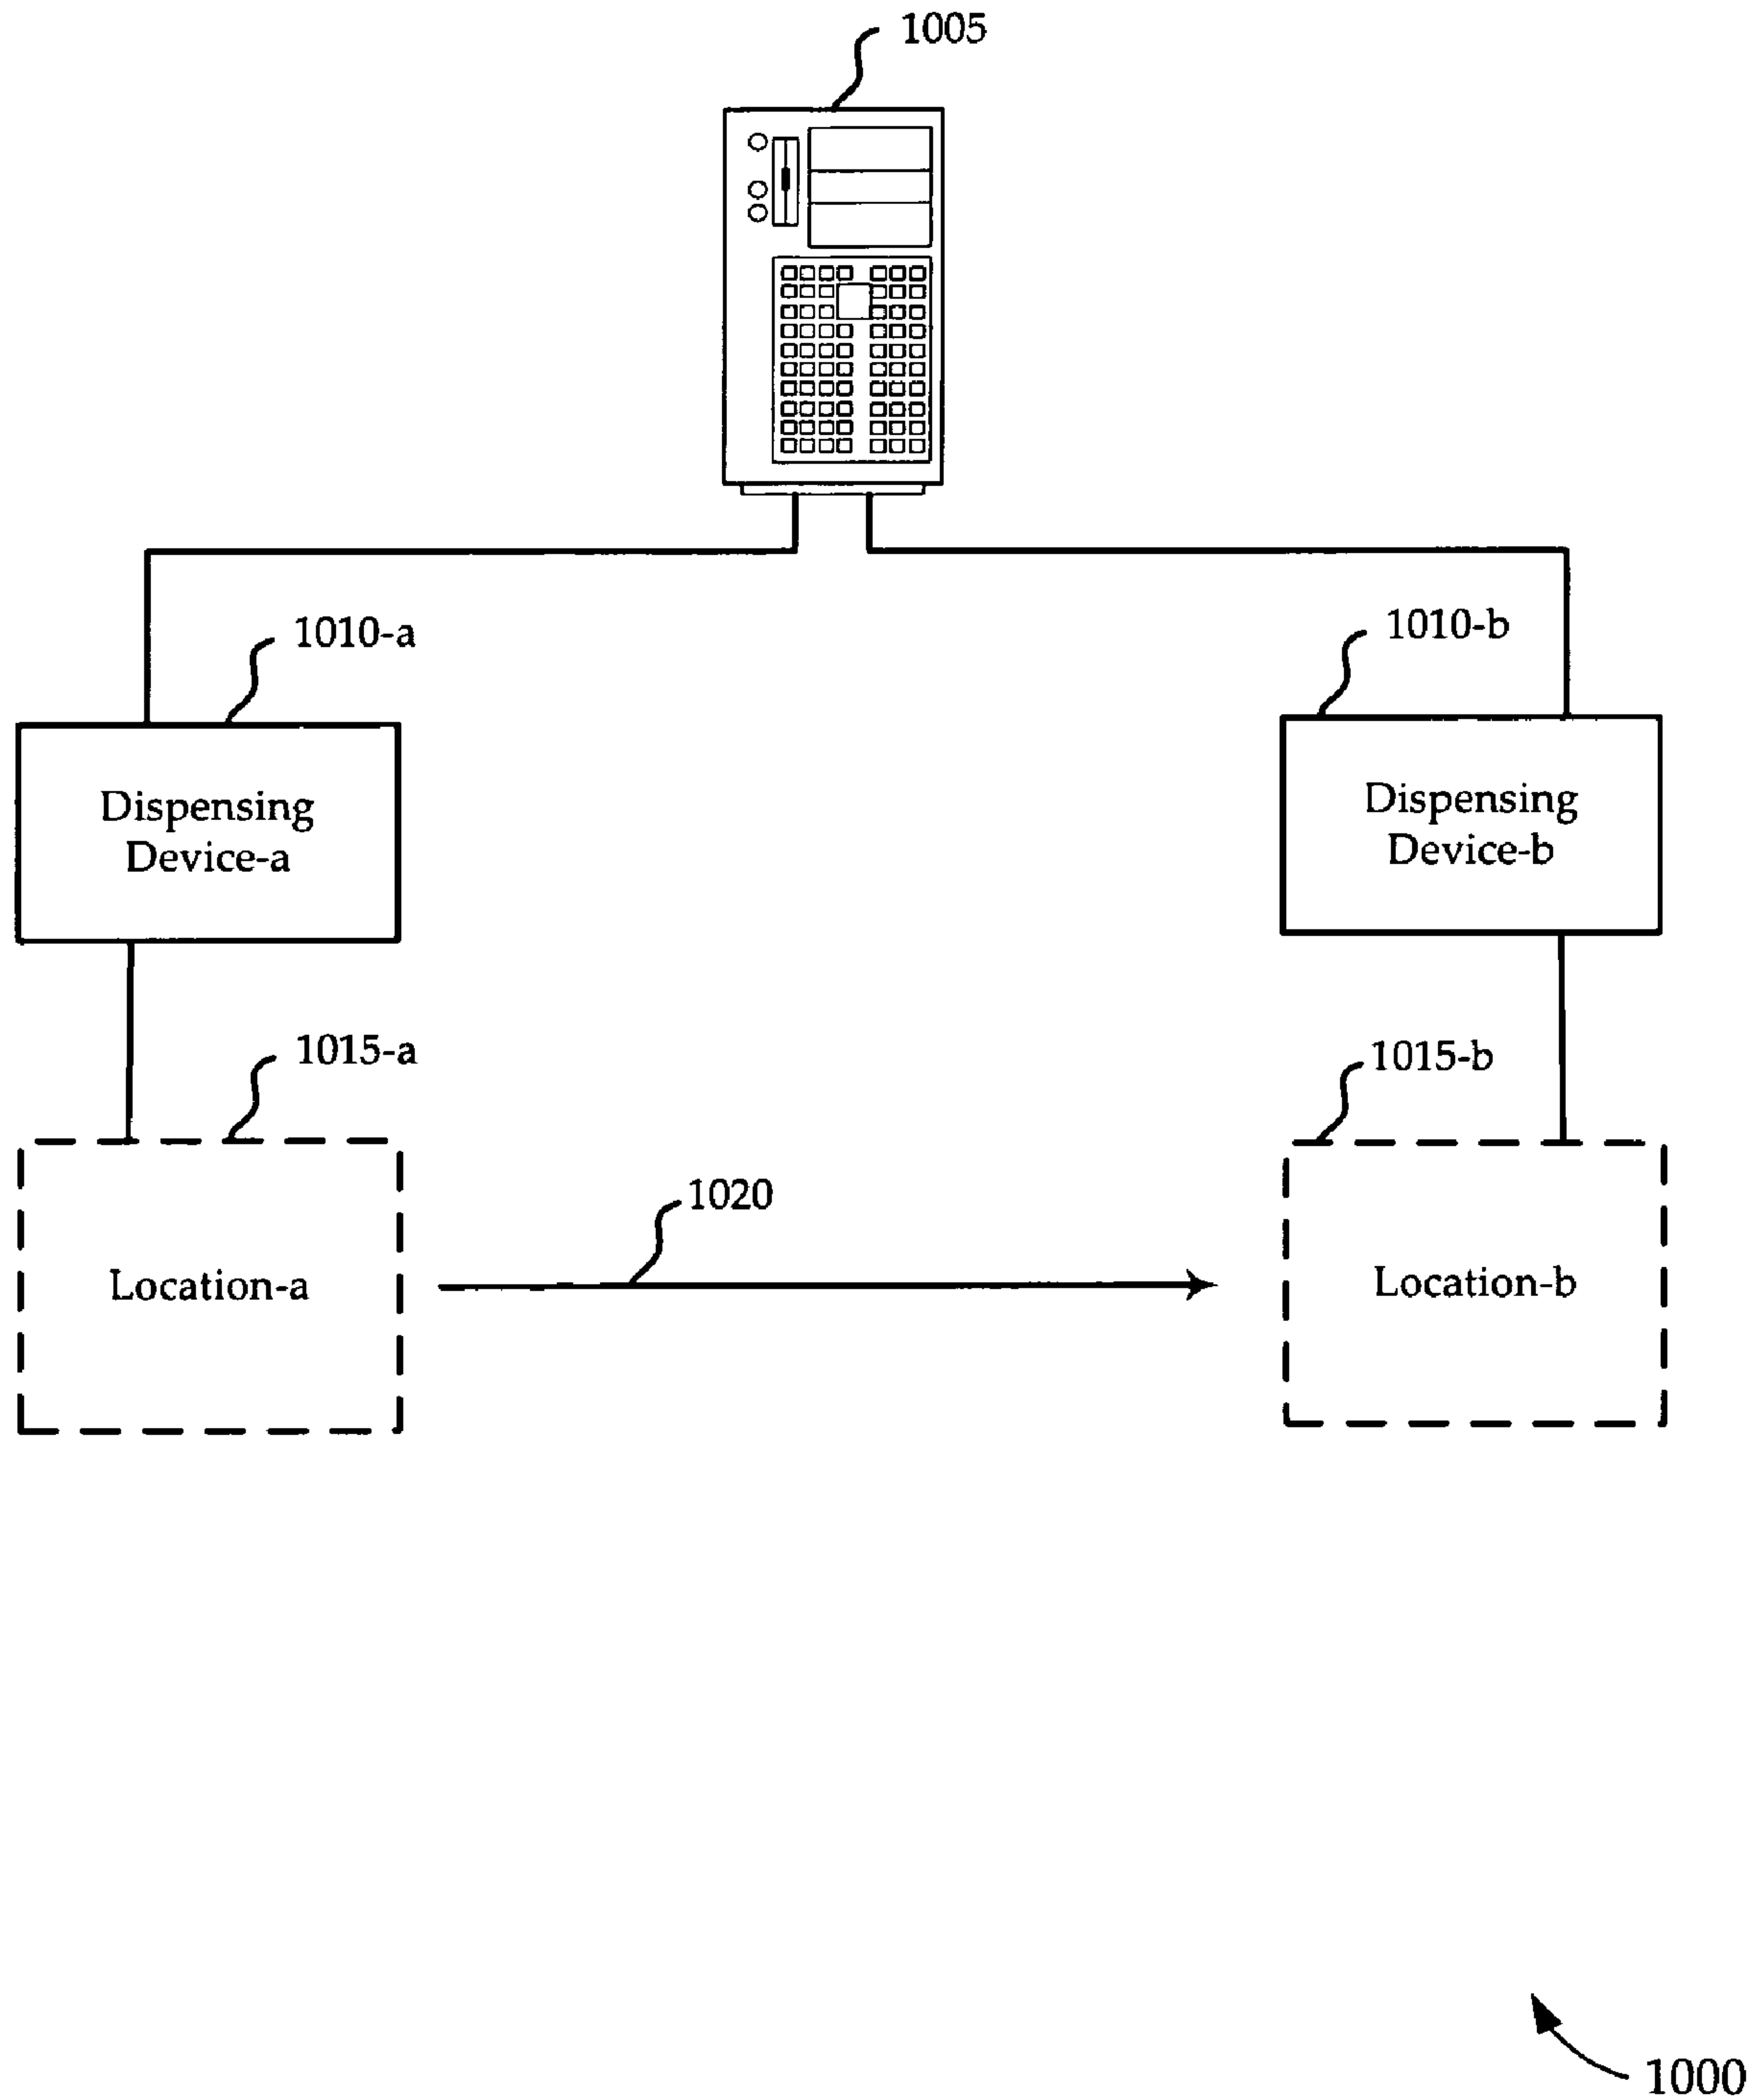 1005
1010-a
1010-b
Dispensing
Device-a
Dispensing
Device-b
1015-a
1015-b
1020
Location-a
Location-b
1000